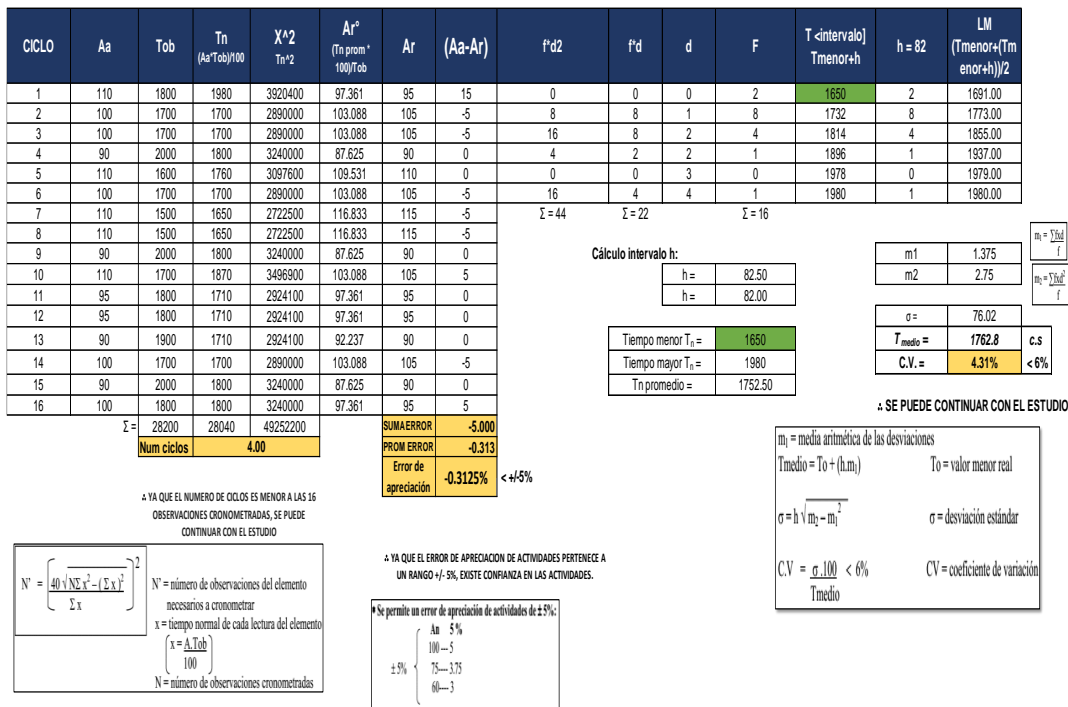 CICLO Aa Tob Tn (Aa*Tob)/100 X^2 Tn^2 Ar° (Tn prom * 100)/Tob Ar (Aa-Ar) f*d2 f*d d F T <intervalo] Tmenor+h h = 82 LM (Tmenor+(Tmenor+h))/2
1 110 1800 1980 3920400 97.361 95 15 0 0 0 2 1650 2 1691.00
2 100 1700 1700 2890000 103.088 105 -5 8 8 1 8 1732 8 1773.00
3 100 1700 1700 2890000 103.088 105 -5 16 8 2 4 1814 4 1855.00
4 90 2000 1800 3240000 87.625 90 0 4 2 2 1 1896 1 1937.00
5 110 1600 1760 3097600 109.531 110 0 0 0 3 0 1978 0 1979.00
6 100 1700 1700 2890000 103.088 105 -5 16 4 4 1 1980 1 1980.00
7 110 1500 1650 2722500 116.833 115 -5 Σ = 44 Σ = 22 Σ = 16
8 110 1500 1650 2722500 116.833 115 -5
9 90 2000 1800 3240000 87.625 90 0
10 110 1700 1870 3496900 103.088 105 5
11 95 1800 1710 2924100 97.361 95 0
12 95 1800 1710 2924100 97.361 95 0
13 90 1900 1710 2924100 92.237 90 0
14 100 1700 1700 2890000 103.088 105 -5
15 90 2000 1800 3240000 87.625 90 0
16 100 1800 1800 3240000 97.361 95 5
Σ = 28200 28040 49252200
Num ciclos 4.00
SUMA ERROR -5.000
PROM ERROR -0.313
Error de apreciación -0.3125% < +/-5%
Cálculo intervalo h:
h = 82.50
h = 82.00
Tiempo menor Tn = 1650
Tiempo mayor Tn = 1980
Tn promedio = 1752.50
m1 1.375
m2 2.75
m₁ = ∑fxd
f
m₂ = ∑fxd²
f
σ = 76.02
T medio = 1762.8 c.s
C.V. = 4.31% < 6%
∴ SE PUEDE CONTINUAR CON EL ESTUDIO
m₁ = media aritmética de las desviaciones
Tmedio = To + (h.m₁) To = valor menor real
σ = h √m₂ – m₁² σ = desviación estándar
C.V = σ .100 < 6% CV = coeficiente de variación
Tmedio
∴ YA QUE EL NUMERO DE CICLOS ES MENOR A LAS 16
OBSERVACIONES CRONOMETRADAS, SE PUEDE
CONTINUAR CON EL ESTUDIO
N' = (40 √NΣ x² – (Σ x)²)²
Σ x
N' = número de observaciones del elemento
necesarios a cronometrar
x = tiempo normal de cada lectura del elemento
(x = A.Tob)
100
N = número de observaciones cronometradas
∴ YA QUE EL ERROR DE APRECIACION DE ACTIVIDADES PERTENECE A
UN RANGO +/- 5%, EXISTE CONFIANZA EN LAS ACTIVIDADES.
• Se permite un error de apreciación de actividades de ± 5%:
An 5 %
100 --- 5
± 5% 75---- 3.75
60---- 3